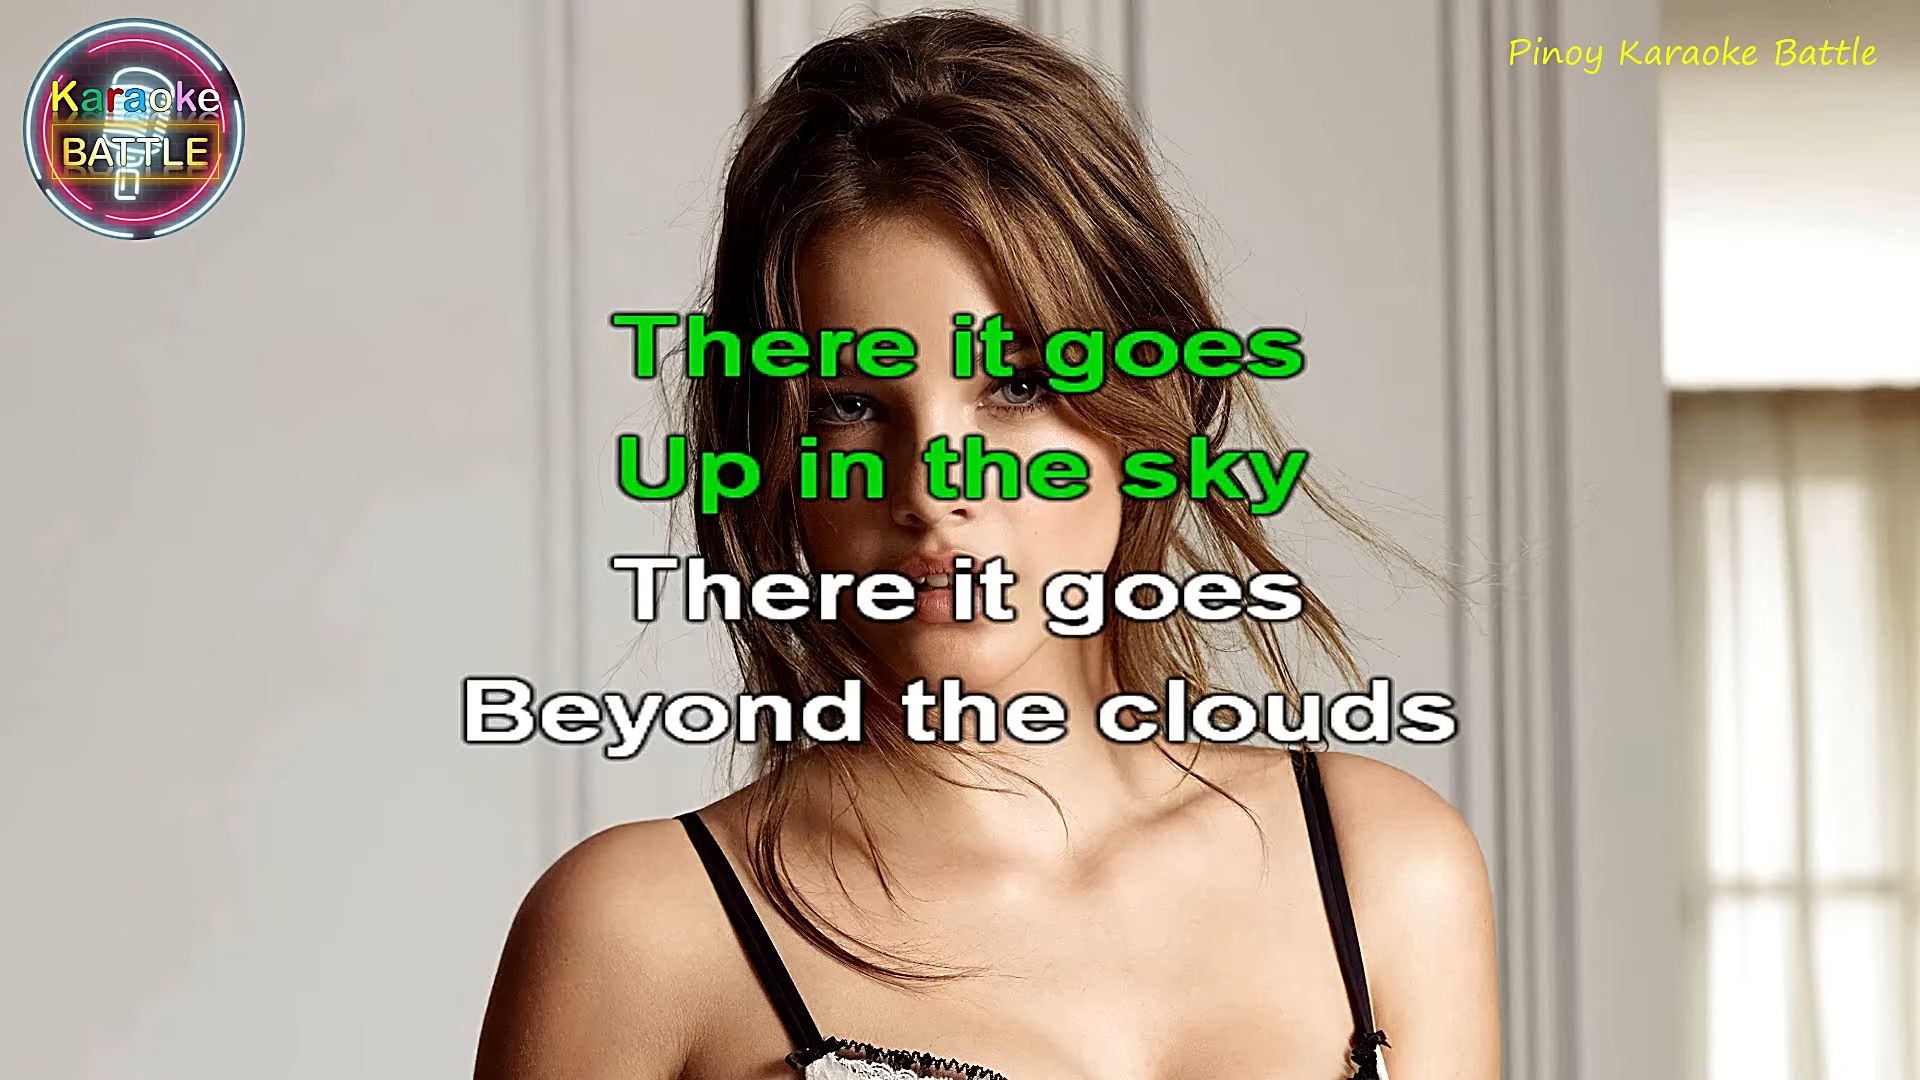 Karaoke
BATTLE
Pinoy Karaoke Battle
There it goes
Up in the sky
There it goes
Beyond the clouds